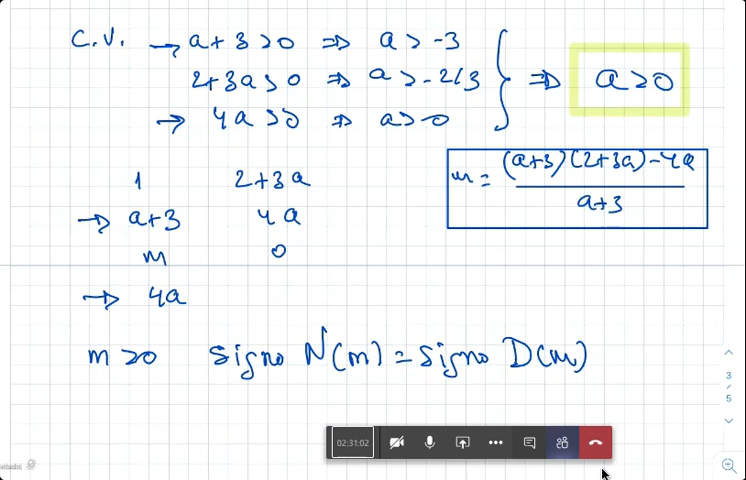 C.V. → a+3>0 ⇒ a>-3
2+3a>0 ⇒ a>-2/3
→ 4a>0 ⇒ a>-0
⇒ a>0
m = (a+3)(2+3a)-4a / a+3
1 2+3a
→ a+3 4a
m 0
→ 4a
m>0 signo N(m) = signo D(m)
3
/
5
02:31:02